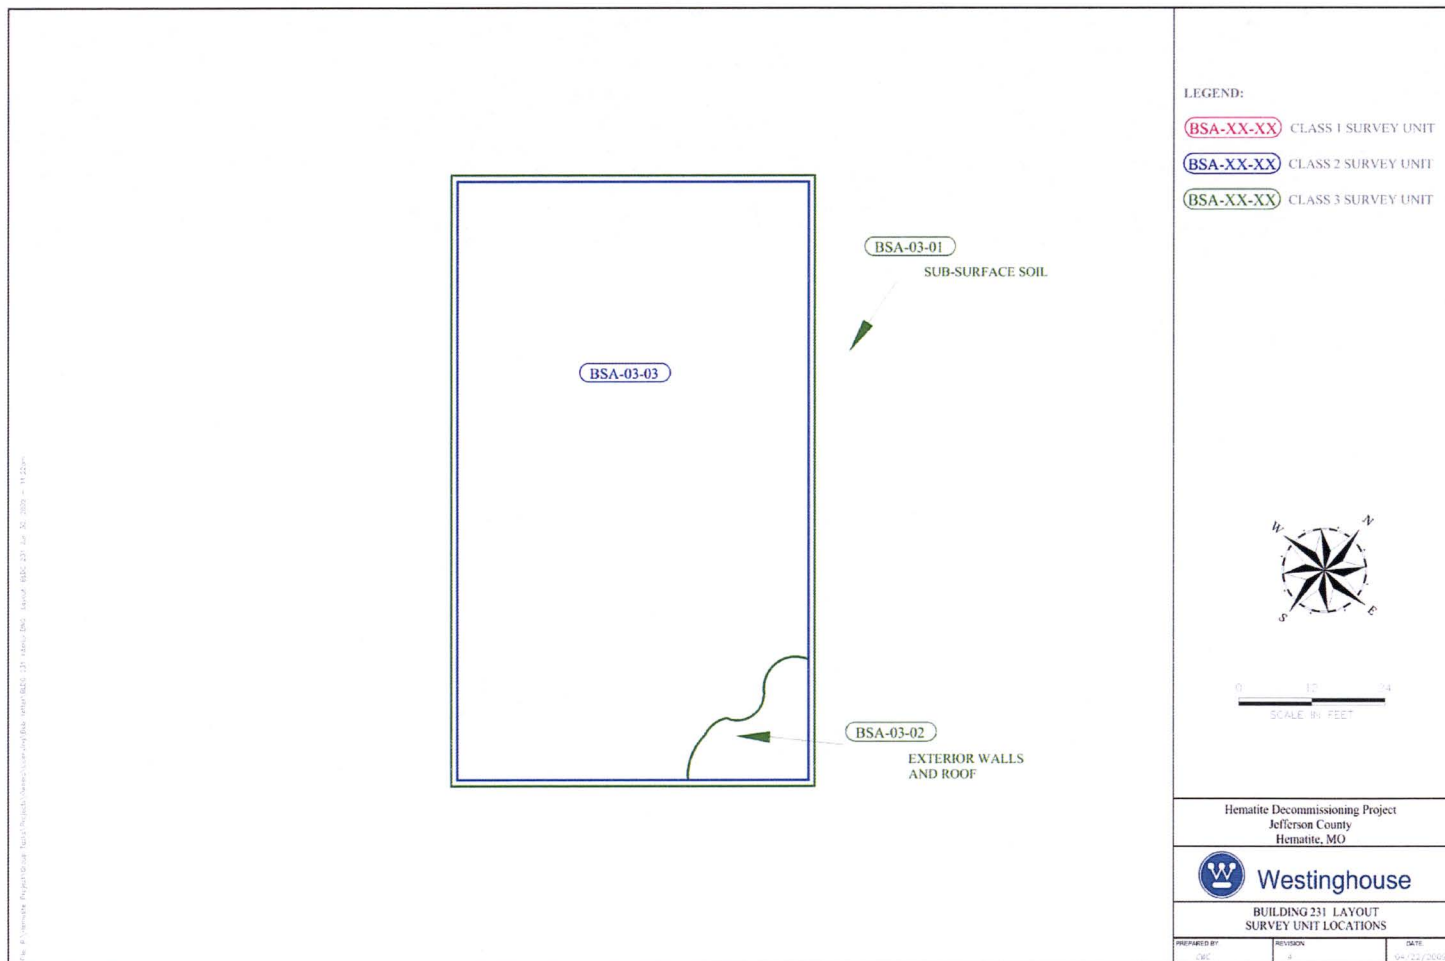 LEGEND:
BSA-XX-XX CLASS 1 SURVEY UNIT
BSA-XX-XX CLASS 2 SURVEY UNIT
BSA-XX-XX CLASS 3 SURVEY UNIT
BSA-03-01
SUB-SURFACE SOIL
BSA-03-03
BSA-03-02
EXTERIOR WALLS
AND ROOF
W N
S E
0 12 24
SCALE IN FEET
Hematite Decommissioning Project
Jefferson County
Hematite, MO
Westinghouse
BUILDING 231 LAYOUT
SURVEY UNIT LOCATIONS
PREPARED BY REVISION DATE